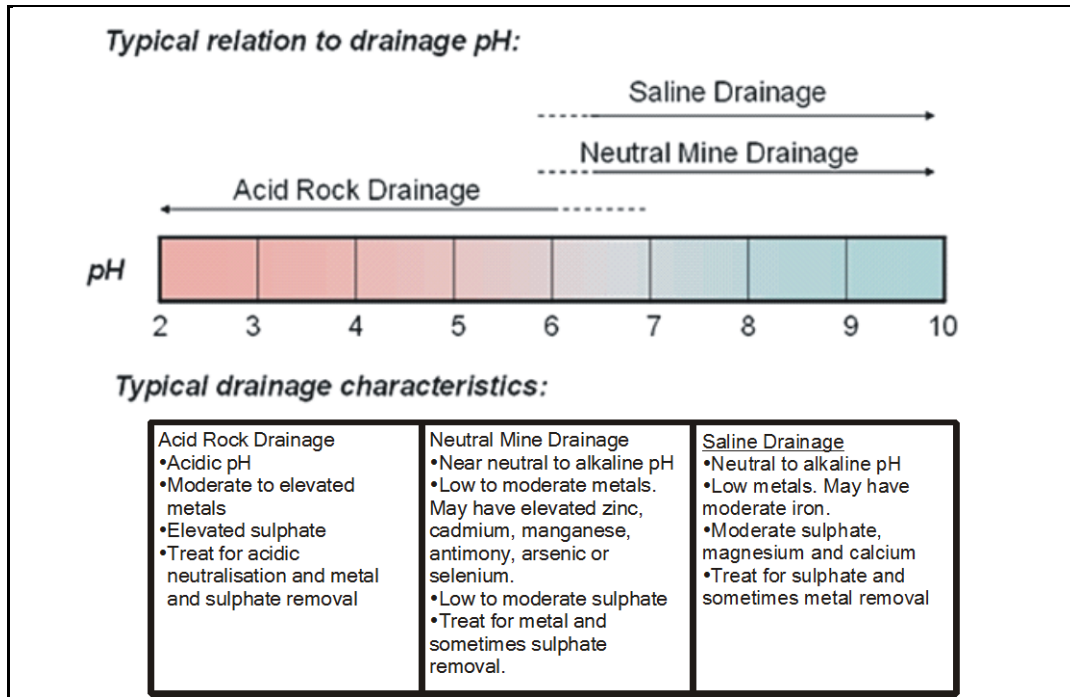 Typical relation to drainage pH:
Saline Drainage
Neutral Mine Drainage
Acid Rock Drainage
pH
2 3 4 5 6 7 8 9 10
Typical drainage characteristics:
Acid Rock Drainage
•Acidic pH
•Moderate to elevated
metals
•Elevated sulphate
•Treat for acidic
neutralisation and metal
and sulphate removal
Neutral Mine Drainage
•Near neutral to alkaline pH
•Low to moderate metals.
May have elevated zinc,
cadmium, manganese,
antimony, arsenic or
selenium.
•Low to moderate sulphate
•Treat for metal and
sometimes sulphate
removal.
Saline Drainage
•Neutral to alkaline pH
•Low metals. May have
moderate iron.
•Moderate sulphate,
magnesium and calcium
•Treat for sulphate and
sometimes metal removal